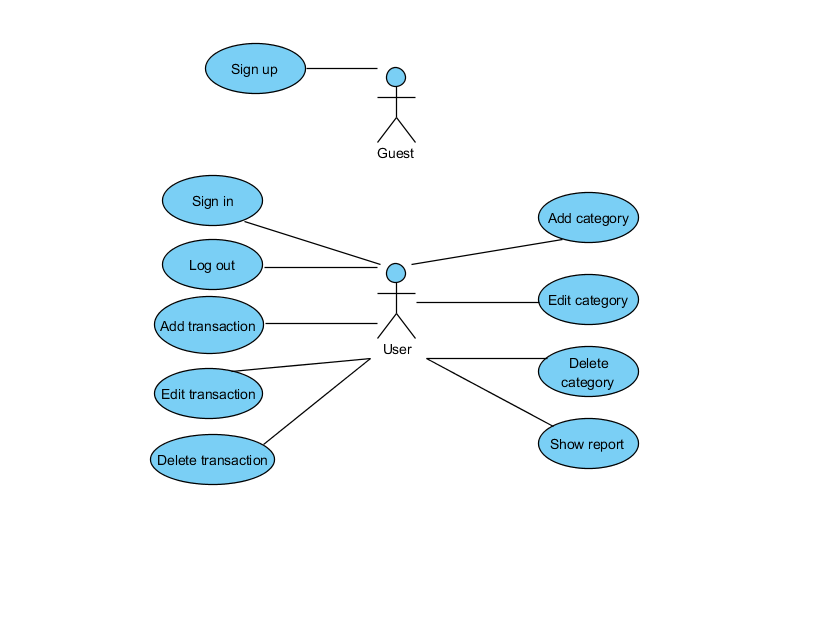 Sign up
Guest
Sign in
Log out
Add transaction
Edit transaction
Delete transaction
User
Add category
Edit category
Delete
category
Show report